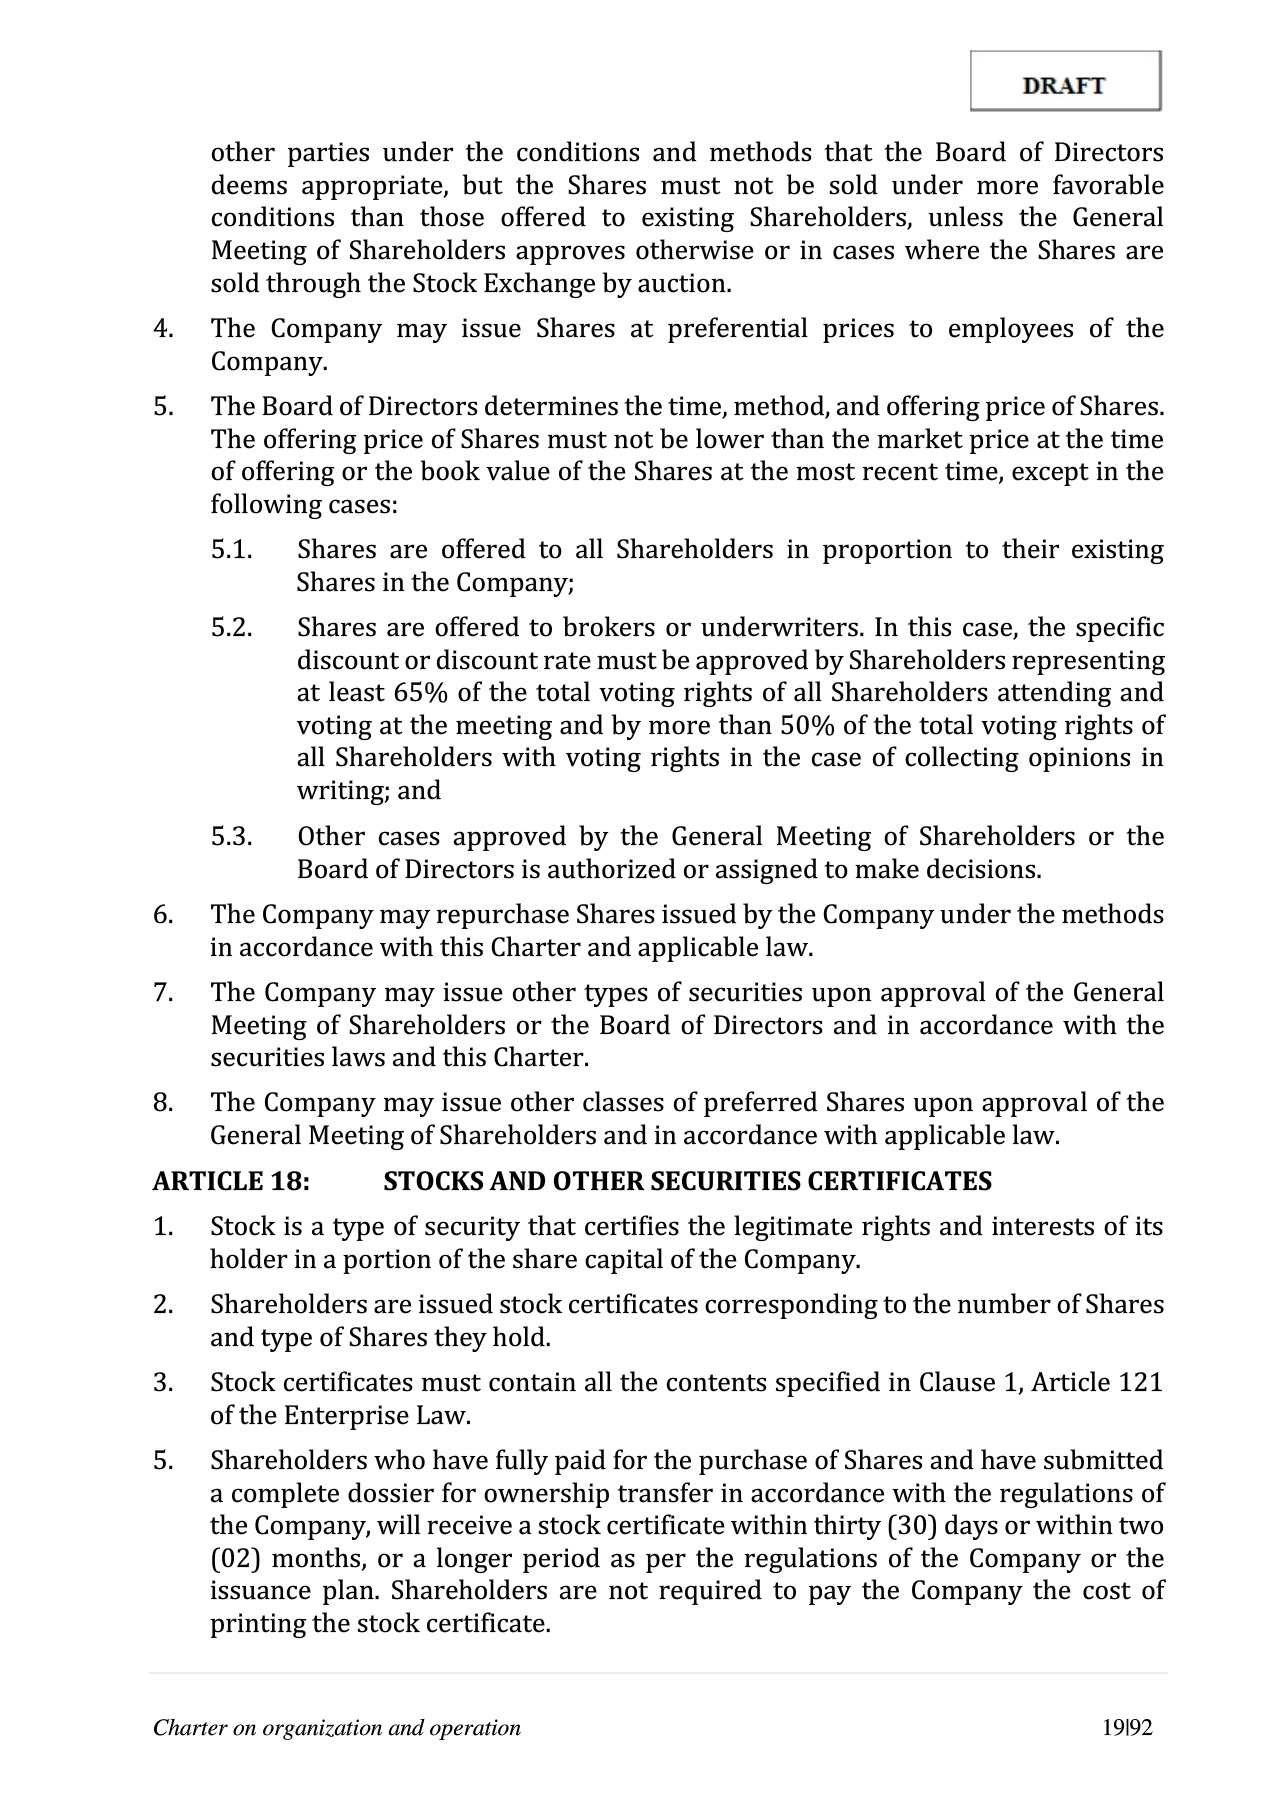 DRAFT
other parties under the conditions and methods that the Board of Directors
deems appropriate, but the Shares must not be sold under more favorable
conditions than those offered to existing Shareholders, unless the General
Meeting of Shareholders approves otherwise or in cases where the Shares are
sold through the Stock Exchange by auction.
4. The Company may issue Shares at preferential prices to employees of the
Company.
5. The Board of Directors determines the time, method, and offering price of Shares.
The offering price of Shares must not be lower than the market price at the time
of offering or the book value of the Shares at the most recent time, except in the
following cases:
5.1. Shares are offered to all Shareholders in proportion to their existing
Shares in the Company;
5.2. Shares are offered to brokers or underwriters. In this case, the specific
discount or discount rate must be approved by Shareholders representing
at least 65% of the total voting rights of all Shareholders attending and
voting at the meeting and by more than 50% of the total voting rights of
all Shareholders with voting rights in the case of collecting opinions in
writing; and
5.3. Other cases approved by the General Meeting of Shareholders or the
Board of Directors is authorized or assigned to make decisions.
6. The Company may repurchase Shares issued by the Company under the methods
in accordance with this Charter and applicable law.
7. The Company may issue other types of securities upon approval of the General
Meeting of Shareholders or the Board of Directors and in accordance with the
securities laws and this Charter.
8. The Company may issue other classes of preferred Shares upon approval of the
General Meeting of Shareholders and in accordance with applicable law.
ARTICLE 18: STOCKS AND OTHER SECURITIES CERTIFICATES
1. Stock is a type of security that certifies the legitimate rights and interests of its
holder in a portion of the share capital of the Company.
2. Shareholders are issued stock certificates corresponding to the number of Shares
and type of Shares they hold.
3. Stock certificates must contain all the contents specified in Clause 1, Article 121
of the Enterprise Law.
5. Shareholders who have fully paid for the purchase of Shares and have submitted
a complete dossier for ownership transfer in accordance with the regulations of
the Company, will receive a stock certificate within thirty (30) days or within two
(02) months, or a longer period as per the regulations of the Company or the
issuance plan. Shareholders are not required to pay the Company the cost of
printing the stock certificate.
Charter on organization and operation 19|92